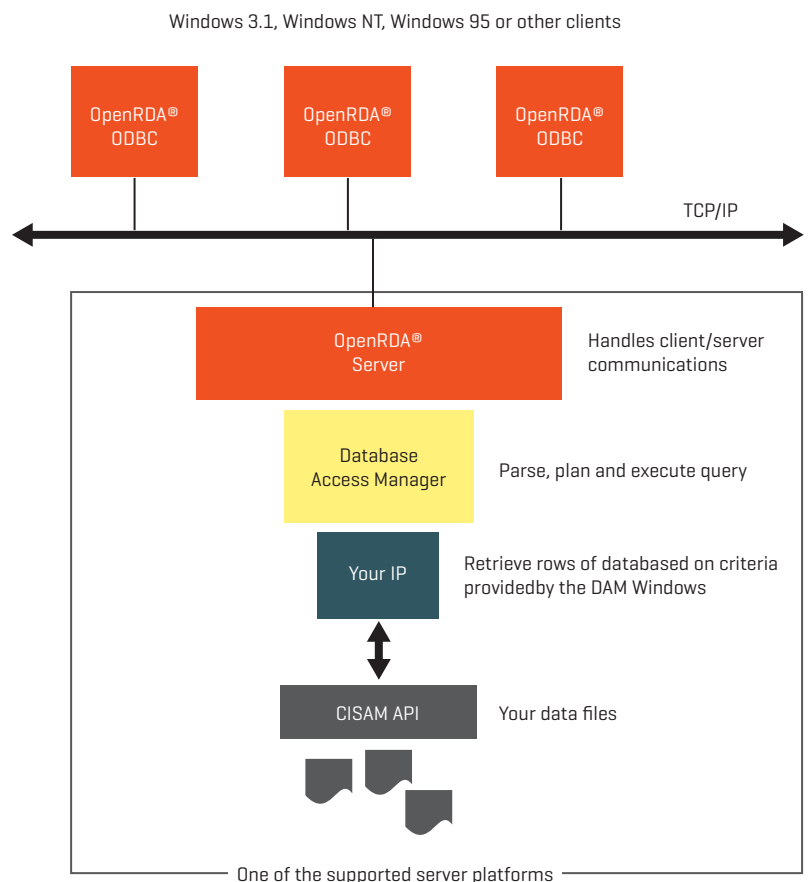 Windows 3.1, Windows NT, Windows 95 or other clients
OpenRDA®
ODBC
OpenRDA®
ODBC
OpenRDA®
ODBC
TCP/IP
OpenRDA®
Server
Handles client/server
communications
Database
Access Manager
Parse, plan and execute query
Your IP
Retrieve rows of databased on criteria
providedby the DAM Windows
CISAM API
Your data files
One of the supported server platforms